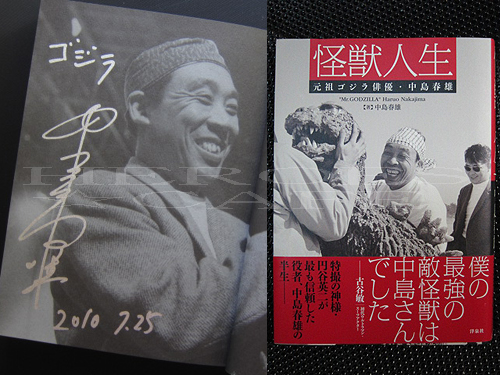 ゴジラ
中島春雄
2010 7.25
怪獣人生
元祖ゴジラ俳優・中島春雄
"Mr.GODZILLA" Haruo Nakajima
【著】中島春雄
僕の
最強の
敵怪獣は
中島さん
でした
――古谷敏
特撮の神様・
円谷英二が
最も信頼した
役者、中島春雄の
半生――
洋泉社